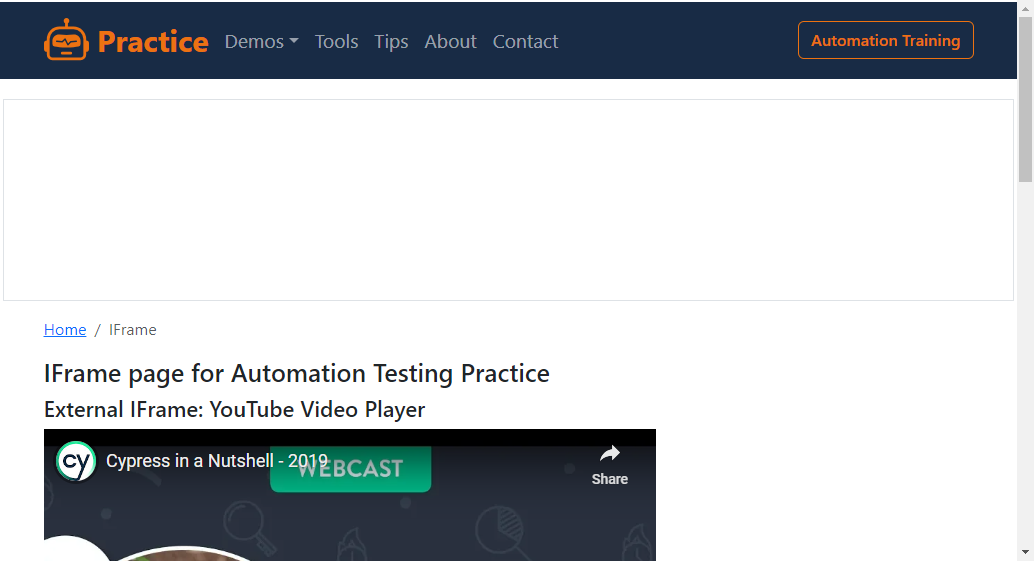 Practice Demos Tools Tips About Contact Automation Training
Home / IFrame
IFrame page for Automation Testing Practice
External IFrame: YouTube Video Player
cy Cypress in a Nutshell - 2019
WEBCAST
Share